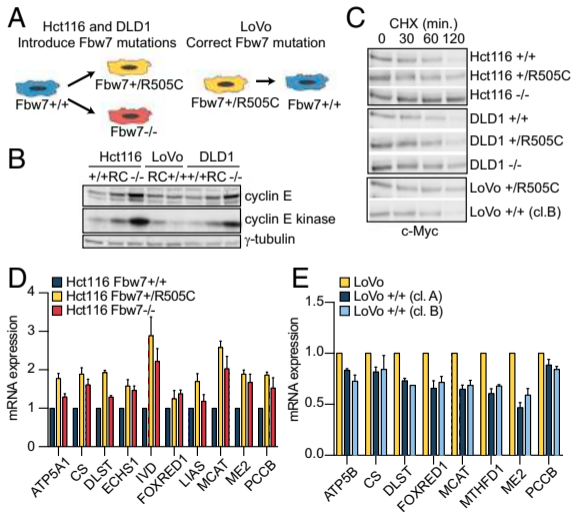 A
Hct116 and DLD1
Introduce Fbw7 mutations
LoVo
Correct Fbw7 mutation
Fbw7+/+
Fbw7+/R505C
Fbw7-/-
Fbw7+/R505C
Fbw7+/+
B
Hct116 LoVo DLD1
+/+RC -/- RC+/++/+RC -/-
cyclin E
cyclin E kinase
γ-tubulin
C
CHX (min.)
0 30 60 120
Hct116 +/+
Hct116 +/R505C
Hct116 -/-
DLD1 +/+
DLD1 +/R505C
DLD1 -/-
LoVo +/R505C
LoVo +/+ (cl.B)
c-Myc
D
Hct116 Fbw7+/+
Hct116 Fbw7+/R505C
Hct116 Fbw7-/-
mRNA expression
4
3
2
1
0
ATP5A1
CS
DLST
ECHS1
IVD
FOXRED1
LIAS
MCAT
ME2
PCCB
E
LoVo
LoVo +/+ (cl. A)
LoVo +/+ (cl. B)
mRNA expression
1.5
1.0
0.5
0.0
ATP5B
CS
DLST
FOXRED1
MCAT
MTHFD1
ME2
PCCB